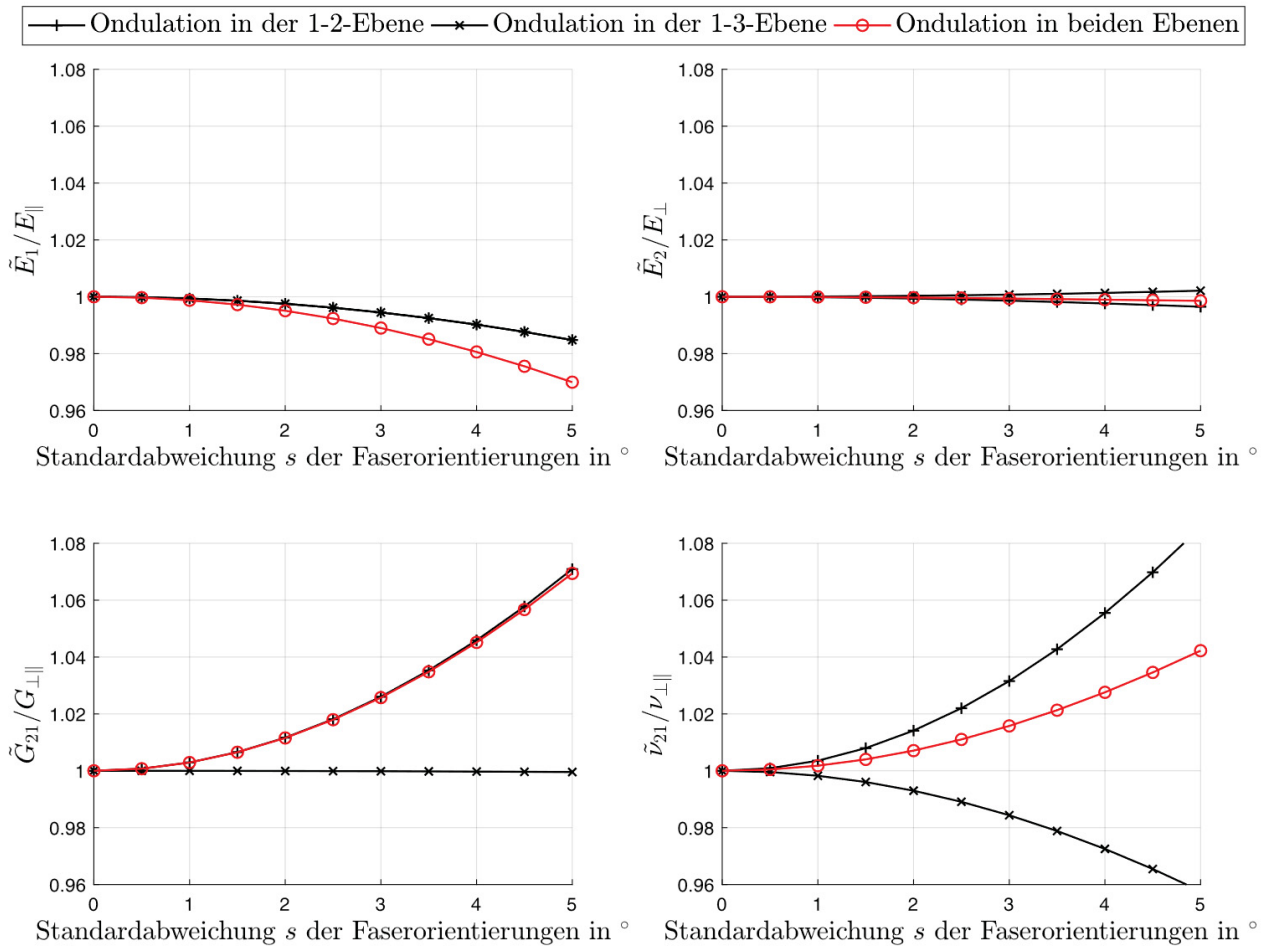 Ondulation in der 1-2-Ebene Ondulation in der 1-3-Ebene Ondulation in beiden Ebenen
Ẽ₁/E∥
1.08
1.06
1.04
1.02
1
0.98
0.96
0 1 2 3 4 5
Standardabweichung s der Faserorientierungen in °
Ẽ₂/E⊥
1.08
1.06
1.04
1.02
1
0.98
0.96
0 1 2 3 4 5
Standardabweichung s der Faserorientierungen in °
G̃₂₁/G⊥∥
1.08
1.06
1.04
1.02
1
0.98
0.96
0 1 2 3 4 5
Standardabweichung s der Faserorientierungen in °
ν̃₂₁/ν⊥∥
1.08
1.06
1.04
1.02
1
0.98
0.96
0 1 2 3 4 5
Standardabweichung s der Faserorientierungen in °